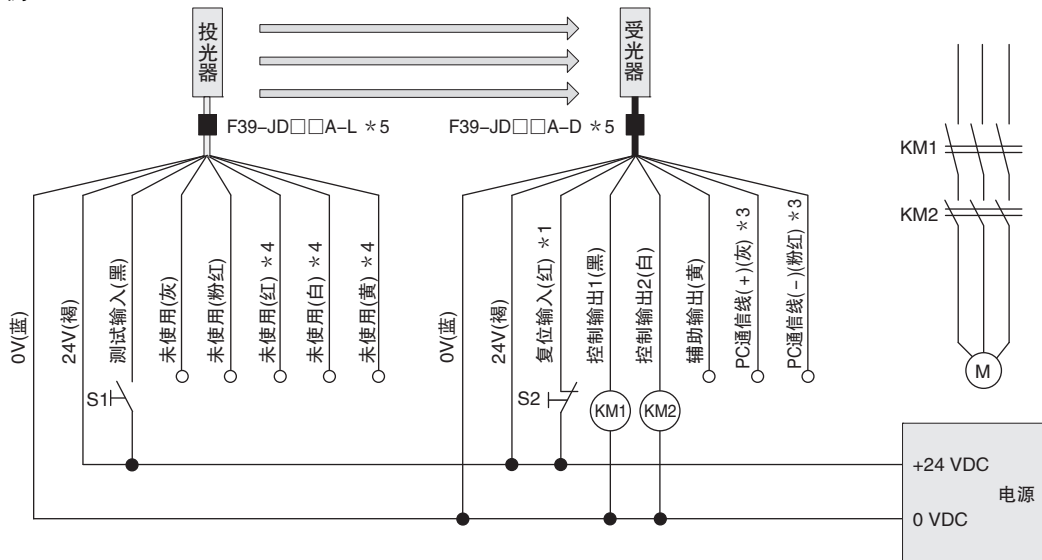 投光器
受光器
F39–JD□□A–L ∗5
F39–JD□□A–D ∗5
KM1
KM2
M
0V(蓝)
24V(褐)
测试输入(黑)
未使用(灰)
未使用(粉红)
未使用(红) ∗4
未使用(白) ∗4
未使用(黄) ∗4
0V(蓝)
24V(褐)
复位输入(红) ∗1
控制输出1(黑)
控制输出2(白)
辅助输出(黄)
PC通信线(+)(灰) ∗3
PC通信线(-)(粉红) ∗3
S1
S2
KM1
KM2
+24 VDC
电源
0 VDC